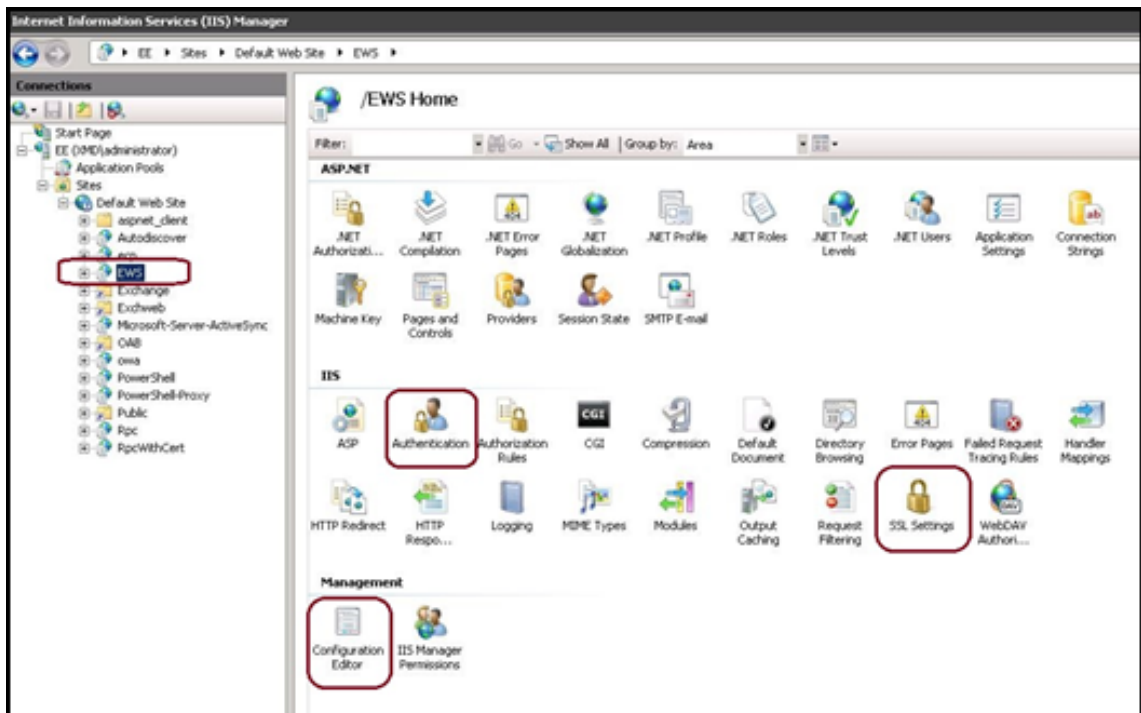 Internet Information Services (IIS) Manager
EE Sites Default Web Site EWS
Connections
Start Page
EE (XMD\administrator)
Application Pools
Sites
Default Web Site
aspnet_client
Autodiscover
ecp
EWS
Exchange
Exchweb
Microsoft-Server-ActiveSync
OAB
owa
PowerShell
PowerShell-Proxy
Public
Rpc
RpcWithCert
/EWS Home
Filter: Go Show All Group by: Area
ASP.NET
.NET Authorizati...
.NET Compilation
.NET Error Pages
.NET Globalization
.NET Profile
.NET Roles
.NET Trust Levels
.NET Users
Application Settings
Connection Strings
Machine Key
Pages and Controls
Providers
Session State
SMTP E-mail
IIS
ASP
Authentication
Authorization Rules
CGI
Compression
Default Document
Directory Browsing
Error Pages
Failed Request Tracing Rules
Handler Mappings
HTTP Redirect
HTTP Respo...
Logging
MIME Types
Modules
Output Caching
Request Filtering
SSL Settings
WebDAV Authori...
Management
Configuration Editor
IIS Manager Permissions